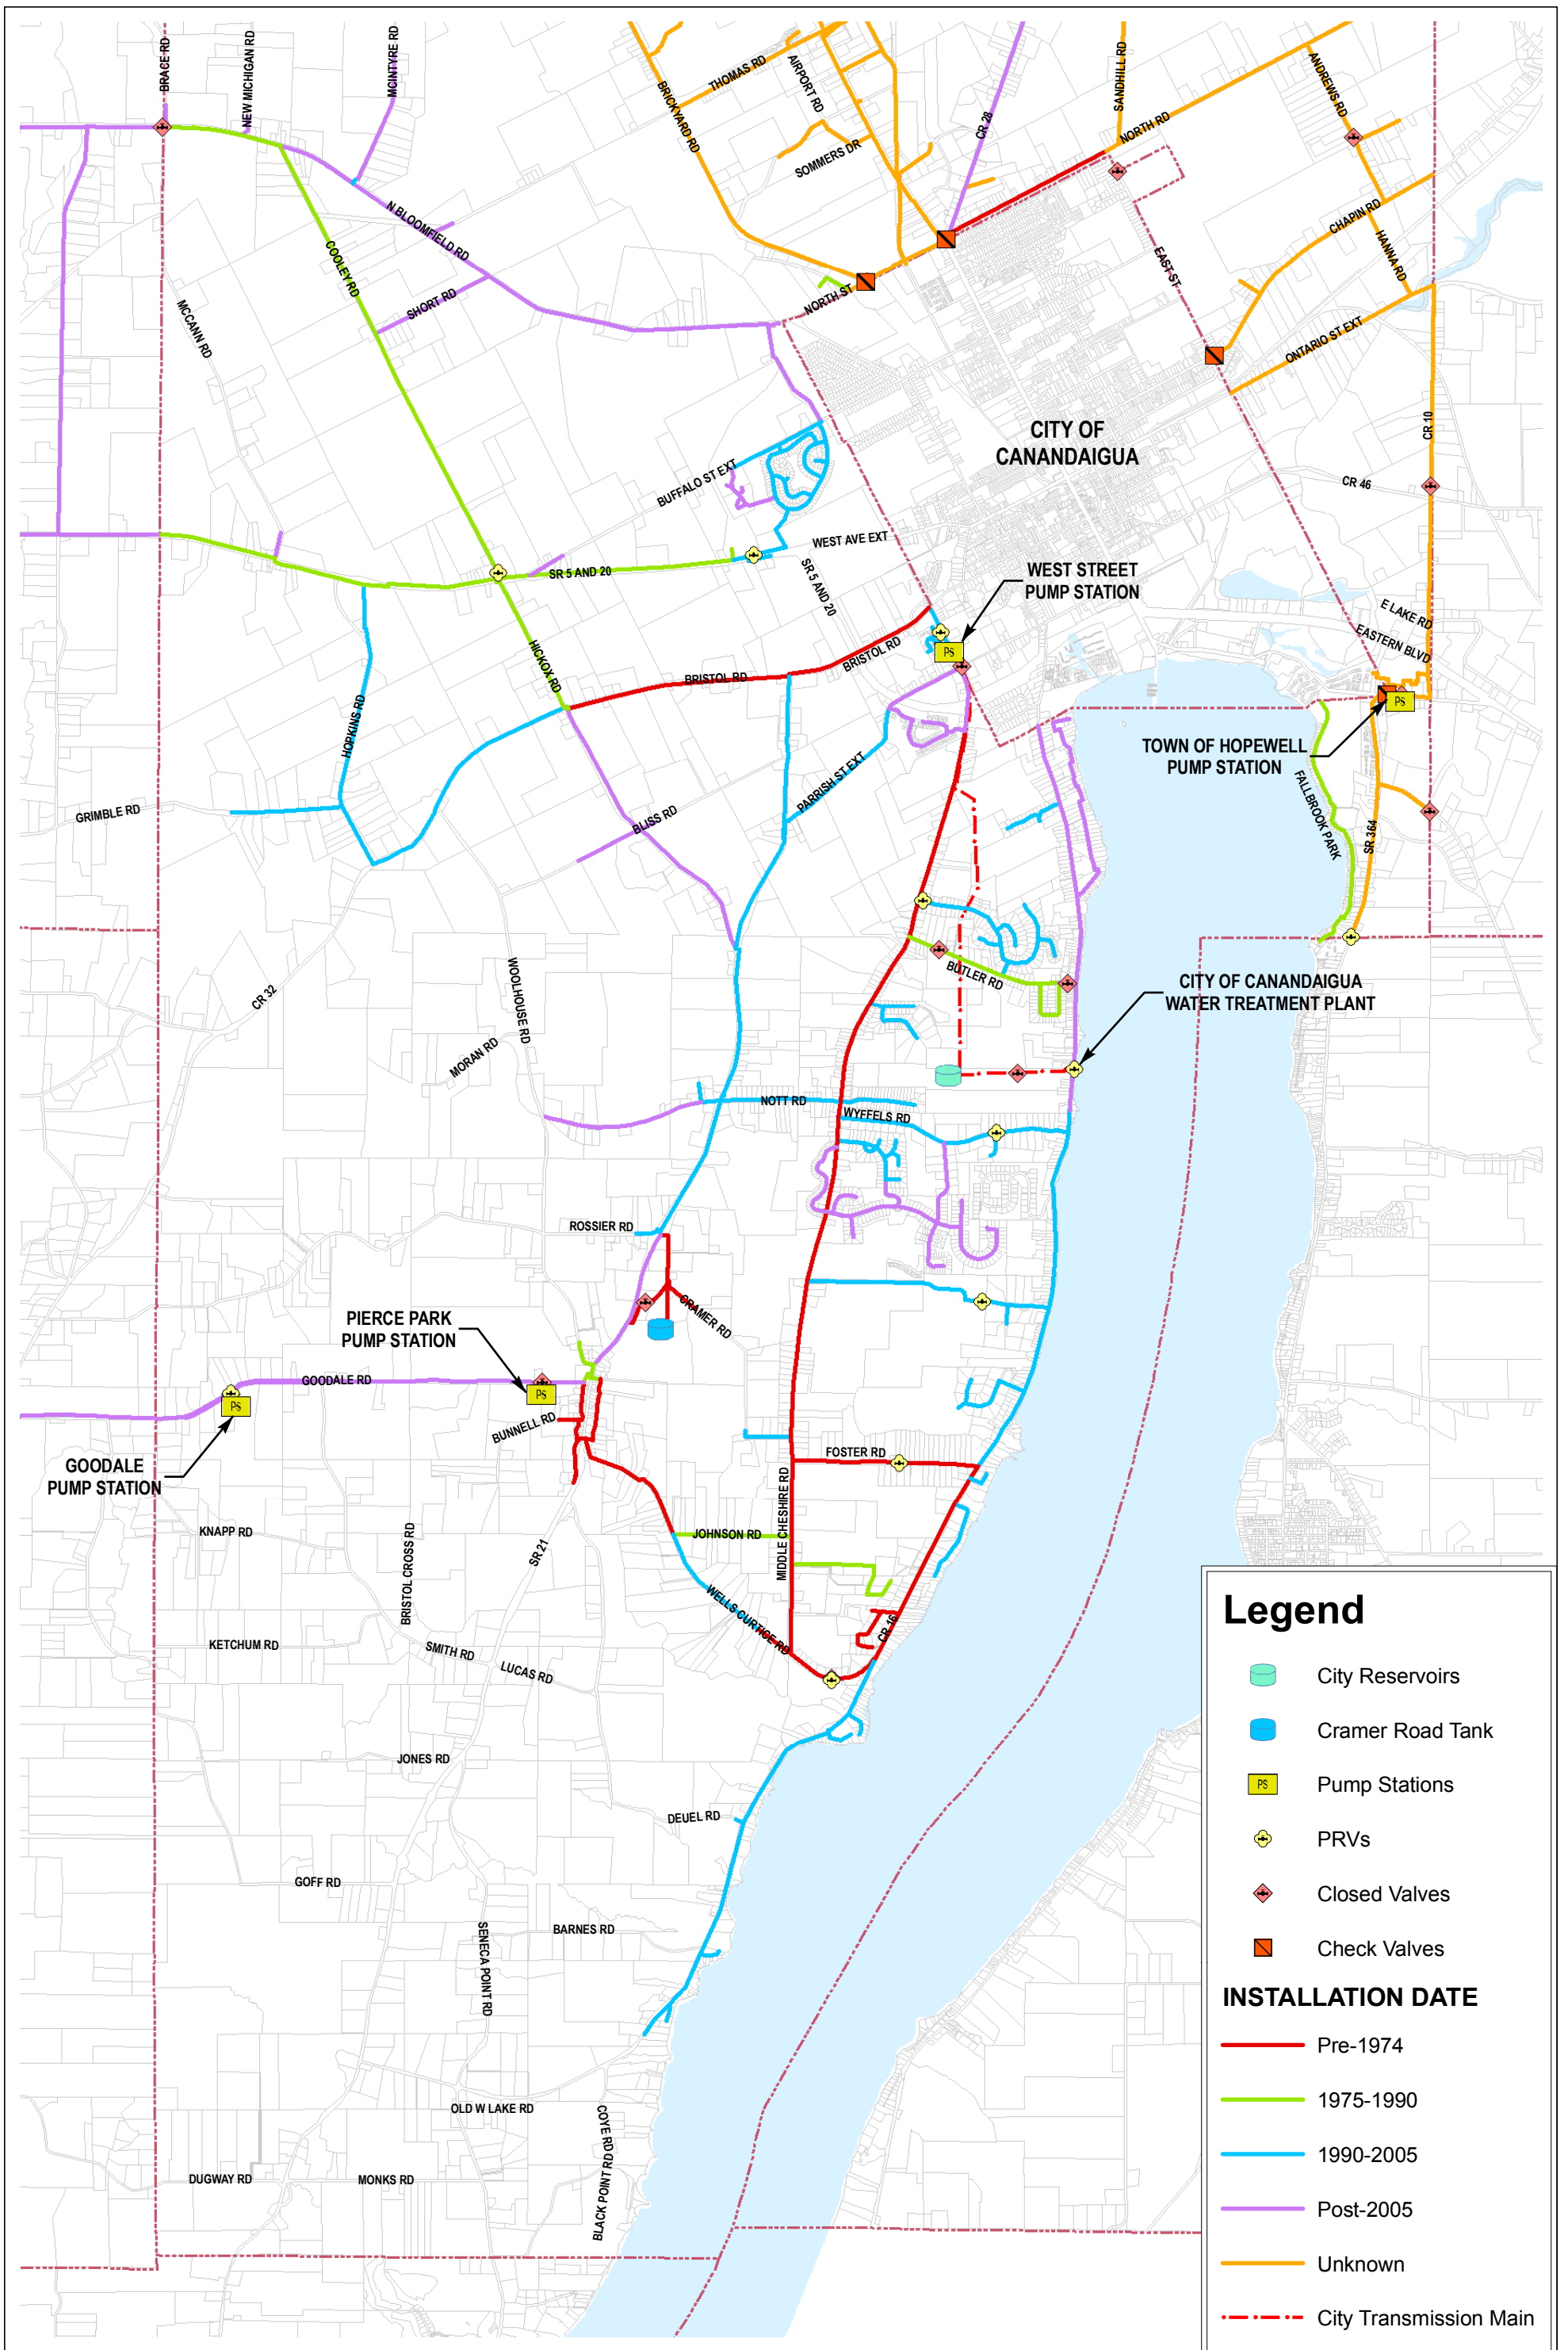 BRACE RD
NEW MICHIGAN RD
MCINTYRE RD
BRICKYARD RD
THOMAS RD
AIRPORT RD
SOMMERS DR
CR 28
SANDHILL RD
NORTH RD
ANDREWS RD
CHAPIN RD
HANNA RD
N BLOOMFIELD RD
COOLEY RD
SHORT RD
MCCANN RD
NORTH ST
EAST ST
ONTARIO ST EXT
CR 10
CITY OF
CANANDAIGUA
BUFFALO ST EXT
CR 46
WEST AVE EXT
SR 5 AND 20
SR 5 AND 20
WEST STREET
PUMP STATION
E LAKE RD
EASTERN BLVD
PS
BRISTOL RD
BRISTOL RD
HICKOX RD
HOPKINS RD
PS
TOWN OF HOPEWELL
PUMP STATION
PARRISH ST EXT
FALLBROOK PARK
SR 364
GRIMBLE RD
BLISS RD
BUTLER RD
CITY OF CANANDAIGUA
WATER TREATMENT PLANT
CR 32
WOOLHOUSE RD
MORAN RD
NOTT RD
WYFFELS RD
ROSSIER RD
CRAMER RD
PIERCE PARK
PUMP STATION
GOODALE RD
PS
PS
BUNNELL RD
GOODALE
PUMP STATION
FOSTER RD
MIDDLE CHESHIRE RD
KNAPP RD
BRISTOL CROSS RD
SR 21
JOHNSON RD
WELLS CURTICE RD
CR 16
KETCHUM RD
SMITH RD
LUCAS RD
JONES RD
DEUEL RD
GOFF RD
SENECA POINT RD
BARNES RD
OLD W LAKE RD
COYE RD
BLACK POINT RD
DUGWAY RD
MONKS RD
Legend
City Reservoirs
Cramer Road Tank
PS Pump Stations
PRVs
Closed Valves
Check Valves
INSTALLATION DATE
Pre-1974
1975-1990
1990-2005
Post-2005
Unknown
City Transmission Main